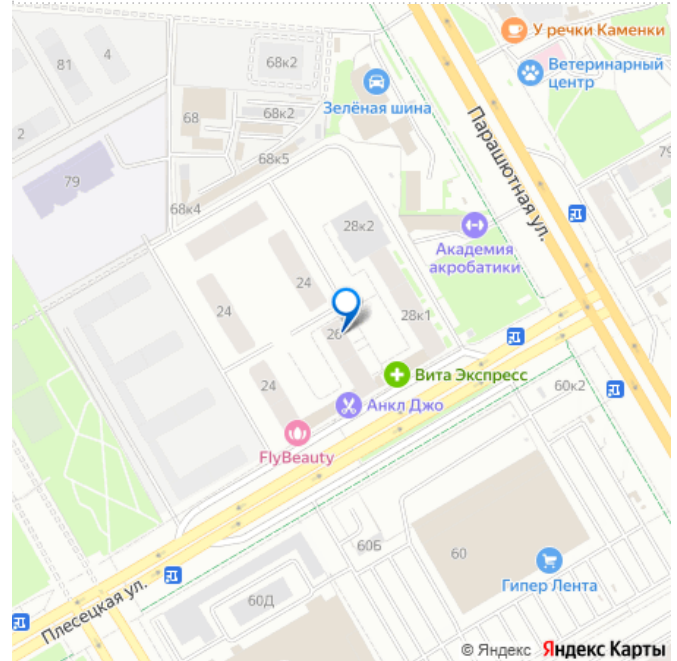 У речки Каменки
Ветеринарный
центр
68к2
4
81
Зелёная шина
68к2
68
2
Парашютная ул.
68к5
79
79
68к4
28к2
Академия
акробатики
24
24
28к1
26
Вита Экспресс
24
60к2
Анкл Джо
FlyBeauty
60Б
60
Гипер Лента
Плесецкая ул.
60Д
© Яндекс Яндекс Карты